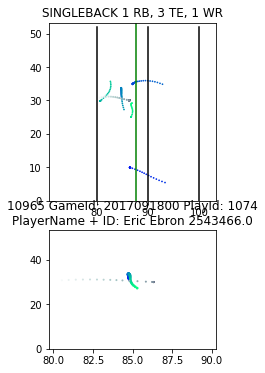 SINGLEBACK 1 RB, 3 TE, 1 WR
50
40
30
20
10
0
80 90 100
10965 GameId: 2017091800 PlayId: 1074
PlayerName + ID: Eric Ebron 2543466.0
40
20
0
80.0 82.5 85.0 87.5 90.0